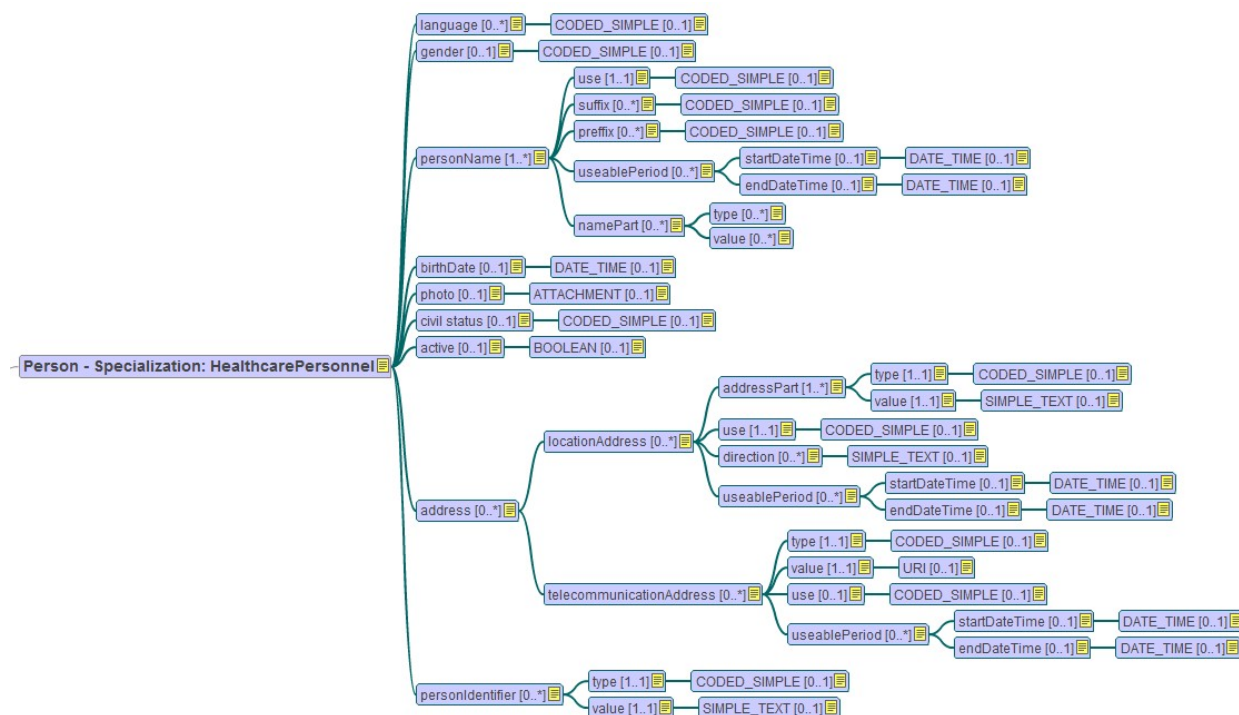 language [0..*] CODED_SIMPLE [0..1]
gender [0..1] CODED_SIMPLE [0..1]
use [1..1] CODED_SIMPLE [0..1]
suffix [0..*] CODED_SIMPLE [0..1]
preffix [0..*] CODED_SIMPLE [0..1]
personName [1..*]
useablePeriod [0..*]
startDateTime [0..1] DATE_TIME [0..1]
endDateTime [0..1] DATE_TIME [0..1]
namePart [0..*]
type [0..*]
value [0..*]
birthDate [0..1] DATE_TIME [0..1]
photo [0..1] ATTACHMENT [0..1]
civil status [0..1] CODED_SIMPLE [0..1]
active [0..1] BOOLEAN [0..1]
Person - Specialization: HealthcarePersonnel
addressPart [1..*]
type [1..1] CODED_SIMPLE [0..1]
value [1..1] SIMPLE_TEXT [0..1]
locationAddress [0..*]
use [1..1] CODED_SIMPLE [0..1]
direction [0..*] SIMPLE_TEXT [0..1]
useablePeriod [0..*]
startDateTime [0..1] DATE_TIME [0..1]
endDateTime [0..1] DATE_TIME [0..1]
address [0..*]
type [1..1] CODED_SIMPLE [0..1]
value [1..1] URI [0..1]
telecommunicationAddress [0..*]
use [0..1] CODED_SIMPLE [0..1]
useablePeriod [0..*]
startDateTime [0..1] DATE_TIME [0..1]
endDateTime [0..1] DATE_TIME [0..1]
personIdentifier [0..*]
type [1..1] CODED_SIMPLE [0..1]
value [1..1] SIMPLE_TEXT [0..1]